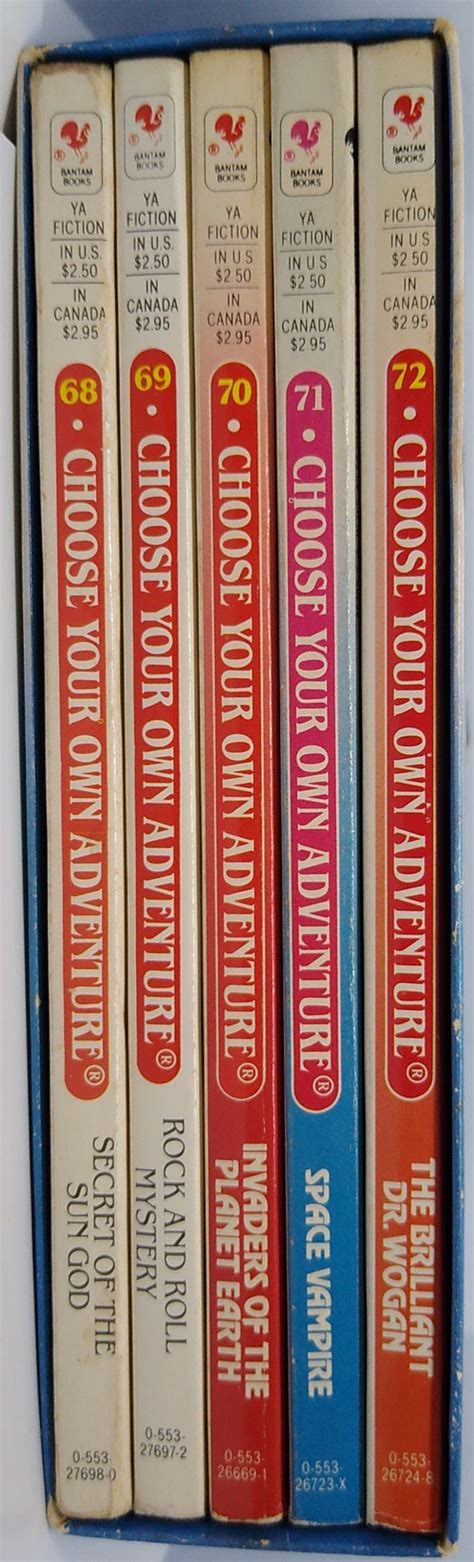 ®
BANTAM
BOOKS
YA
FICTION
IN U.S.
$2.50
IN
CANADA
$2.95
68 • CHOOSE YOUR OWN ADVENTURE®
SECRET OF THE
SUN GOD
0-553-
27698-0
®
BANTAM
BOOKS
YA
FICTION
IN U.S.
$2.50
IN
CANADA
$2.95
69 • CHOOSE YOUR OWN ADVENTURE®
ROCK AND ROLL
MYSTERY
0-553-
27697-2
®
BANTAM
BOOKS
YA
FICTION
IN U S
$2 50
IN
CANADA
$2 95
70 • CHOOSE YOUR OWN ADVENTURE®
INVADERS OF THE
PLANET EARTH
0-553
26669-1
®
BANTAM
BOOKS
YA
FICTION
IN U S
$2 50
IN
CANADA
$2.95
71 • CHOOSE YOUR OWN ADVENTURE®
SPACE VAMPIRE
0-553-
26723-X
®
BANTAM
BOOKS
YA
FICTION
IN U S
$2 50
IN
CANADA
$2.95
72 • CHOOSE YOUR OWN ADVENTURE®
THE BRILLIANT
DR. WOGAN
0-553-
26724-8